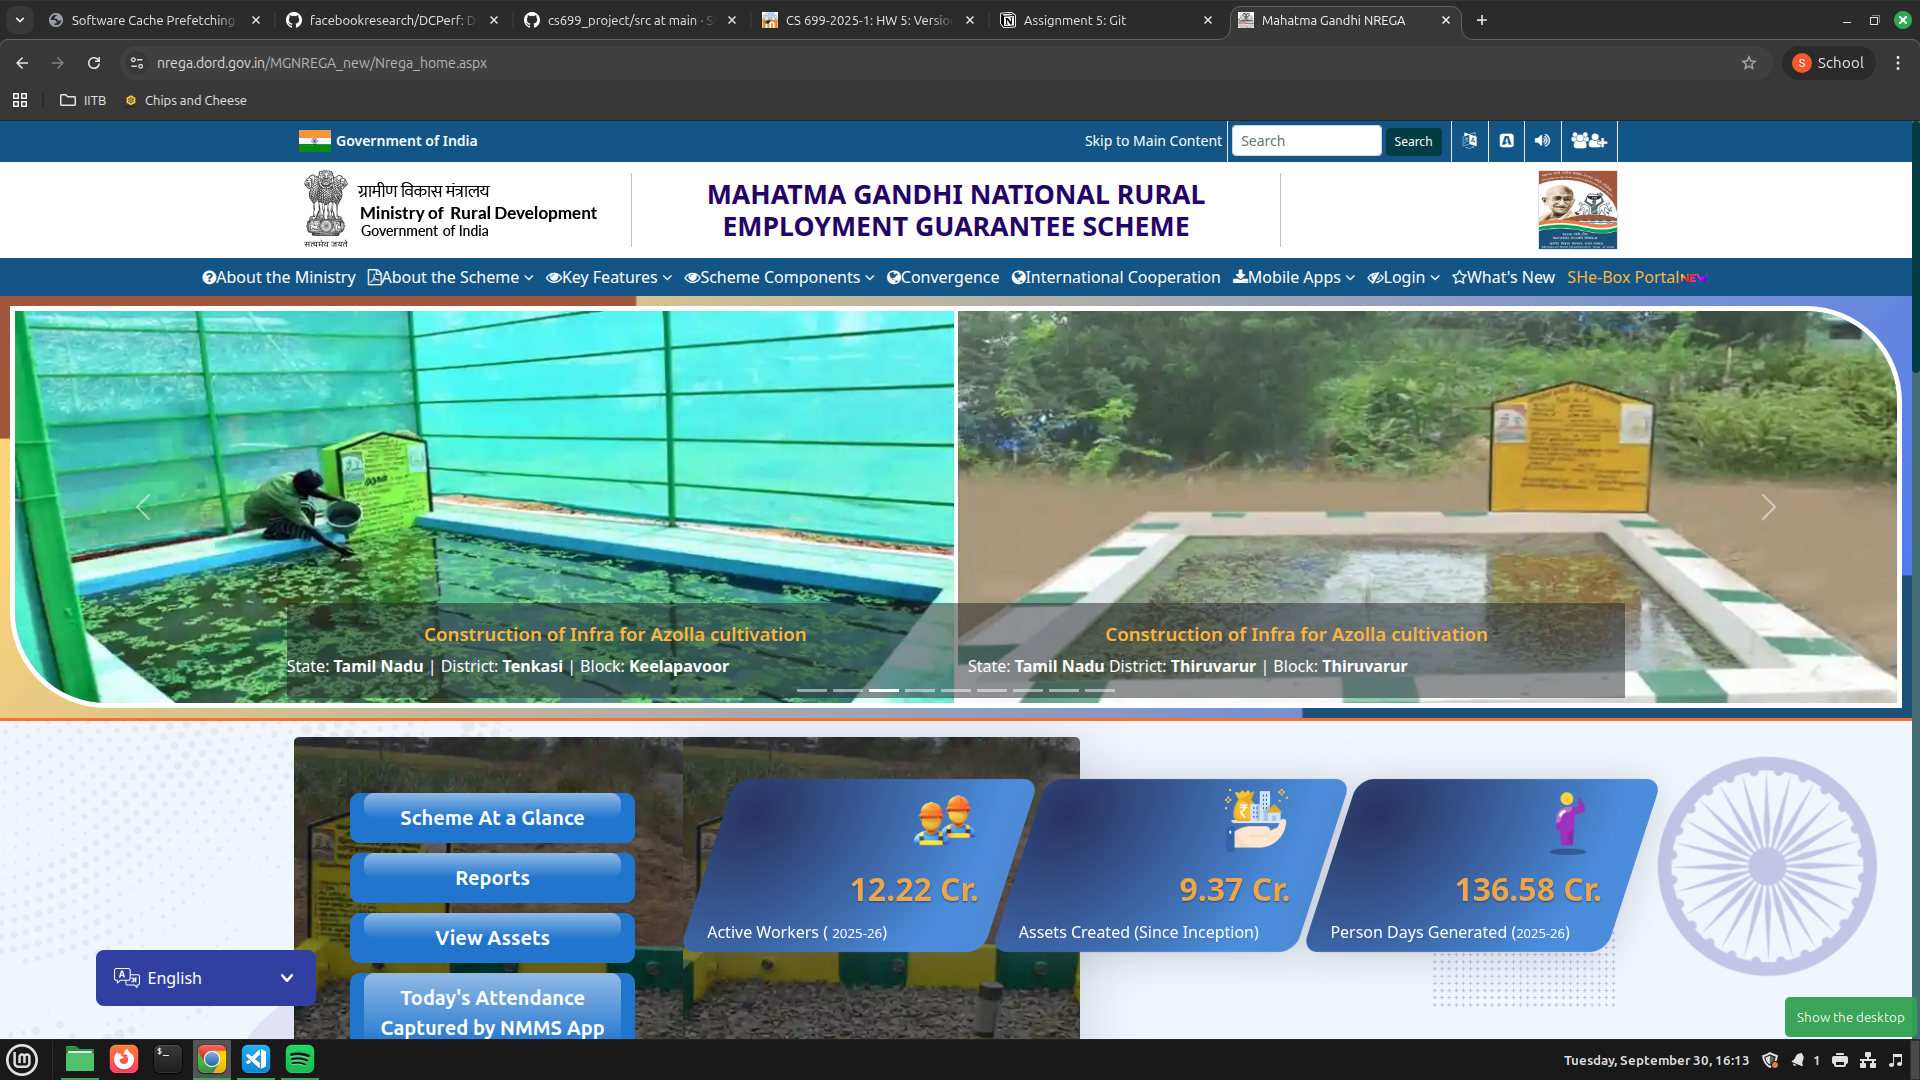 Software Cache Prefetching
facebookresearch/DCPerf: D
cs699_project/src at main · S
CS 699-2025-1: HW 5: Versio
Assignment 5: Git
Mahatma Gandhi NREGA
nrega.dord.gov.in/MGNREGA_new/Nrega_home.aspx
S School
IITB
Chips and Cheese
Government of India
Skip to Main Content
Search
Search
ग्रामीण विकास मंत्रालय
Ministry of Rural Development
Government of India
सत्यमेव जयते
MAHATMA GANDHI NATIONAL RURAL
EMPLOYMENT GUARANTEE SCHEME
About the Ministry
About the Scheme
Key Features
Scheme Components
Convergence
International Cooperation
Mobile Apps
Login
What's New
SHe-Box Portal NEW
Construction of Infra for Azolla cultivation
State: Tamil Nadu | District: Tenkasi | Block: Keelapavoor
Construction of Infra for Azolla cultivation
State: Tamil Nadu District: Thiruvarur | Block: Thiruvarur
Scheme At a Glance
Reports
View Assets
Today's Attendance
Captured by NMMS App
12.22 Cr.
Active Workers ( 2025-26)
9.37 Cr.
Assets Created (Since Inception)
136.58 Cr.
Person Days Generated (2025-26)
English
Show the desktop
Tuesday, September 30, 16:13
1